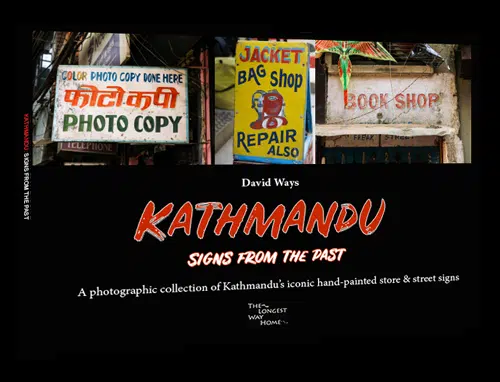 COLOR PHOTO COPY DONE HERE
फोटोकपी
PHOTO COPY
TELEPHONE
JACKET
BAG Shop
REPAIR
ALSO
BOOK SHOP
David Ways
KATHMANDU
SIGNS FROM THE PAST
A photographic collection of Kathmandu's iconic hand-painted store & street signs
THE
LONGEST
WAY
HOME
KATHMANDU SIGNS FROM THE PAST